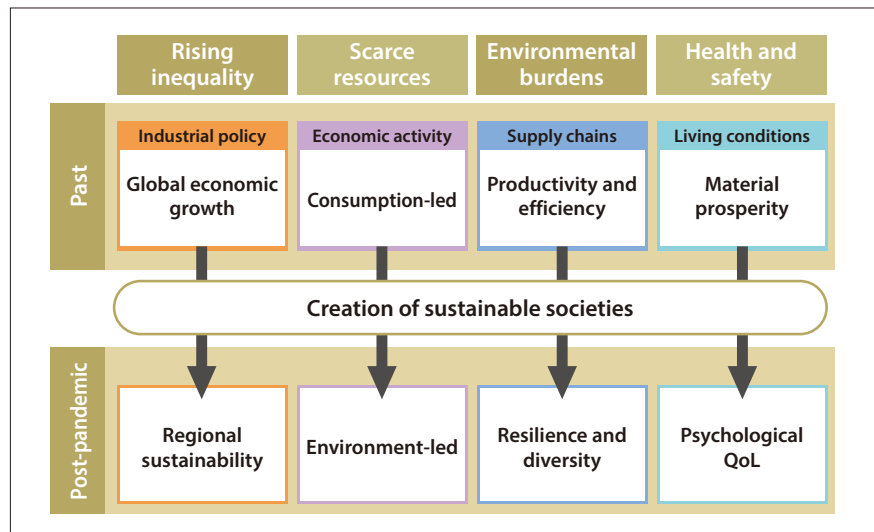 Rising
inequality
Scarce
resources
Environmental
burdens
Health and
safety
Past
Industrial policy
Global economic
growth
Economic activity
Consumption-led
Supply chains
Productivity and
efficiency
Living conditions
Material
prosperity
Creation of sustainable societies
Post-pandemic
Regional
sustainability
Environment-led
Resilience and
diversity
Psychological
QoL